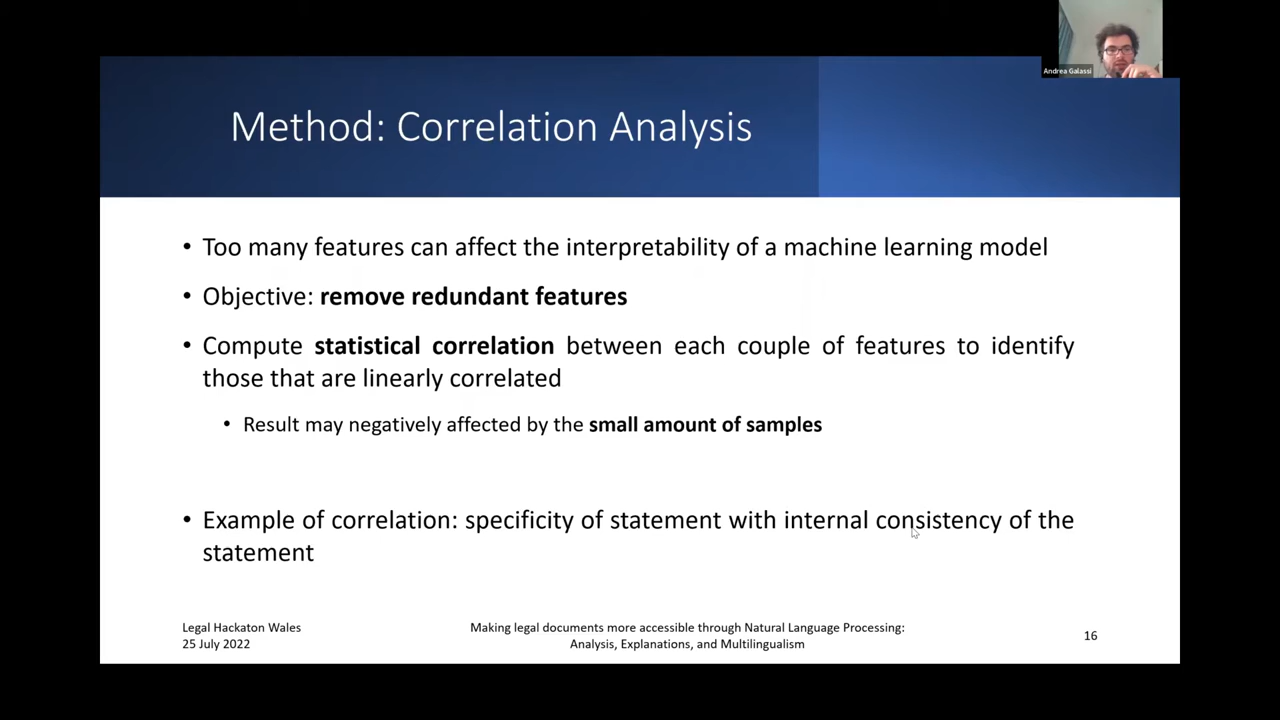 Andrea Galassi
Method: Correlation Analysis
• Too many features can affect the interpretability of a machine learning model
• Objective: remove redundant features
• Compute statistical correlation between each couple of features to identify
those that are linearly correlated
• Result may negatively affected by the small amount of samples
• Example of correlation: specificity of statement with internal consistency of the
statement
Legal Hackaton Wales
25 July 2022
Making legal documents more accessible through Natural Language Processing:
Analysis, Explanations, and Multilingualism
16